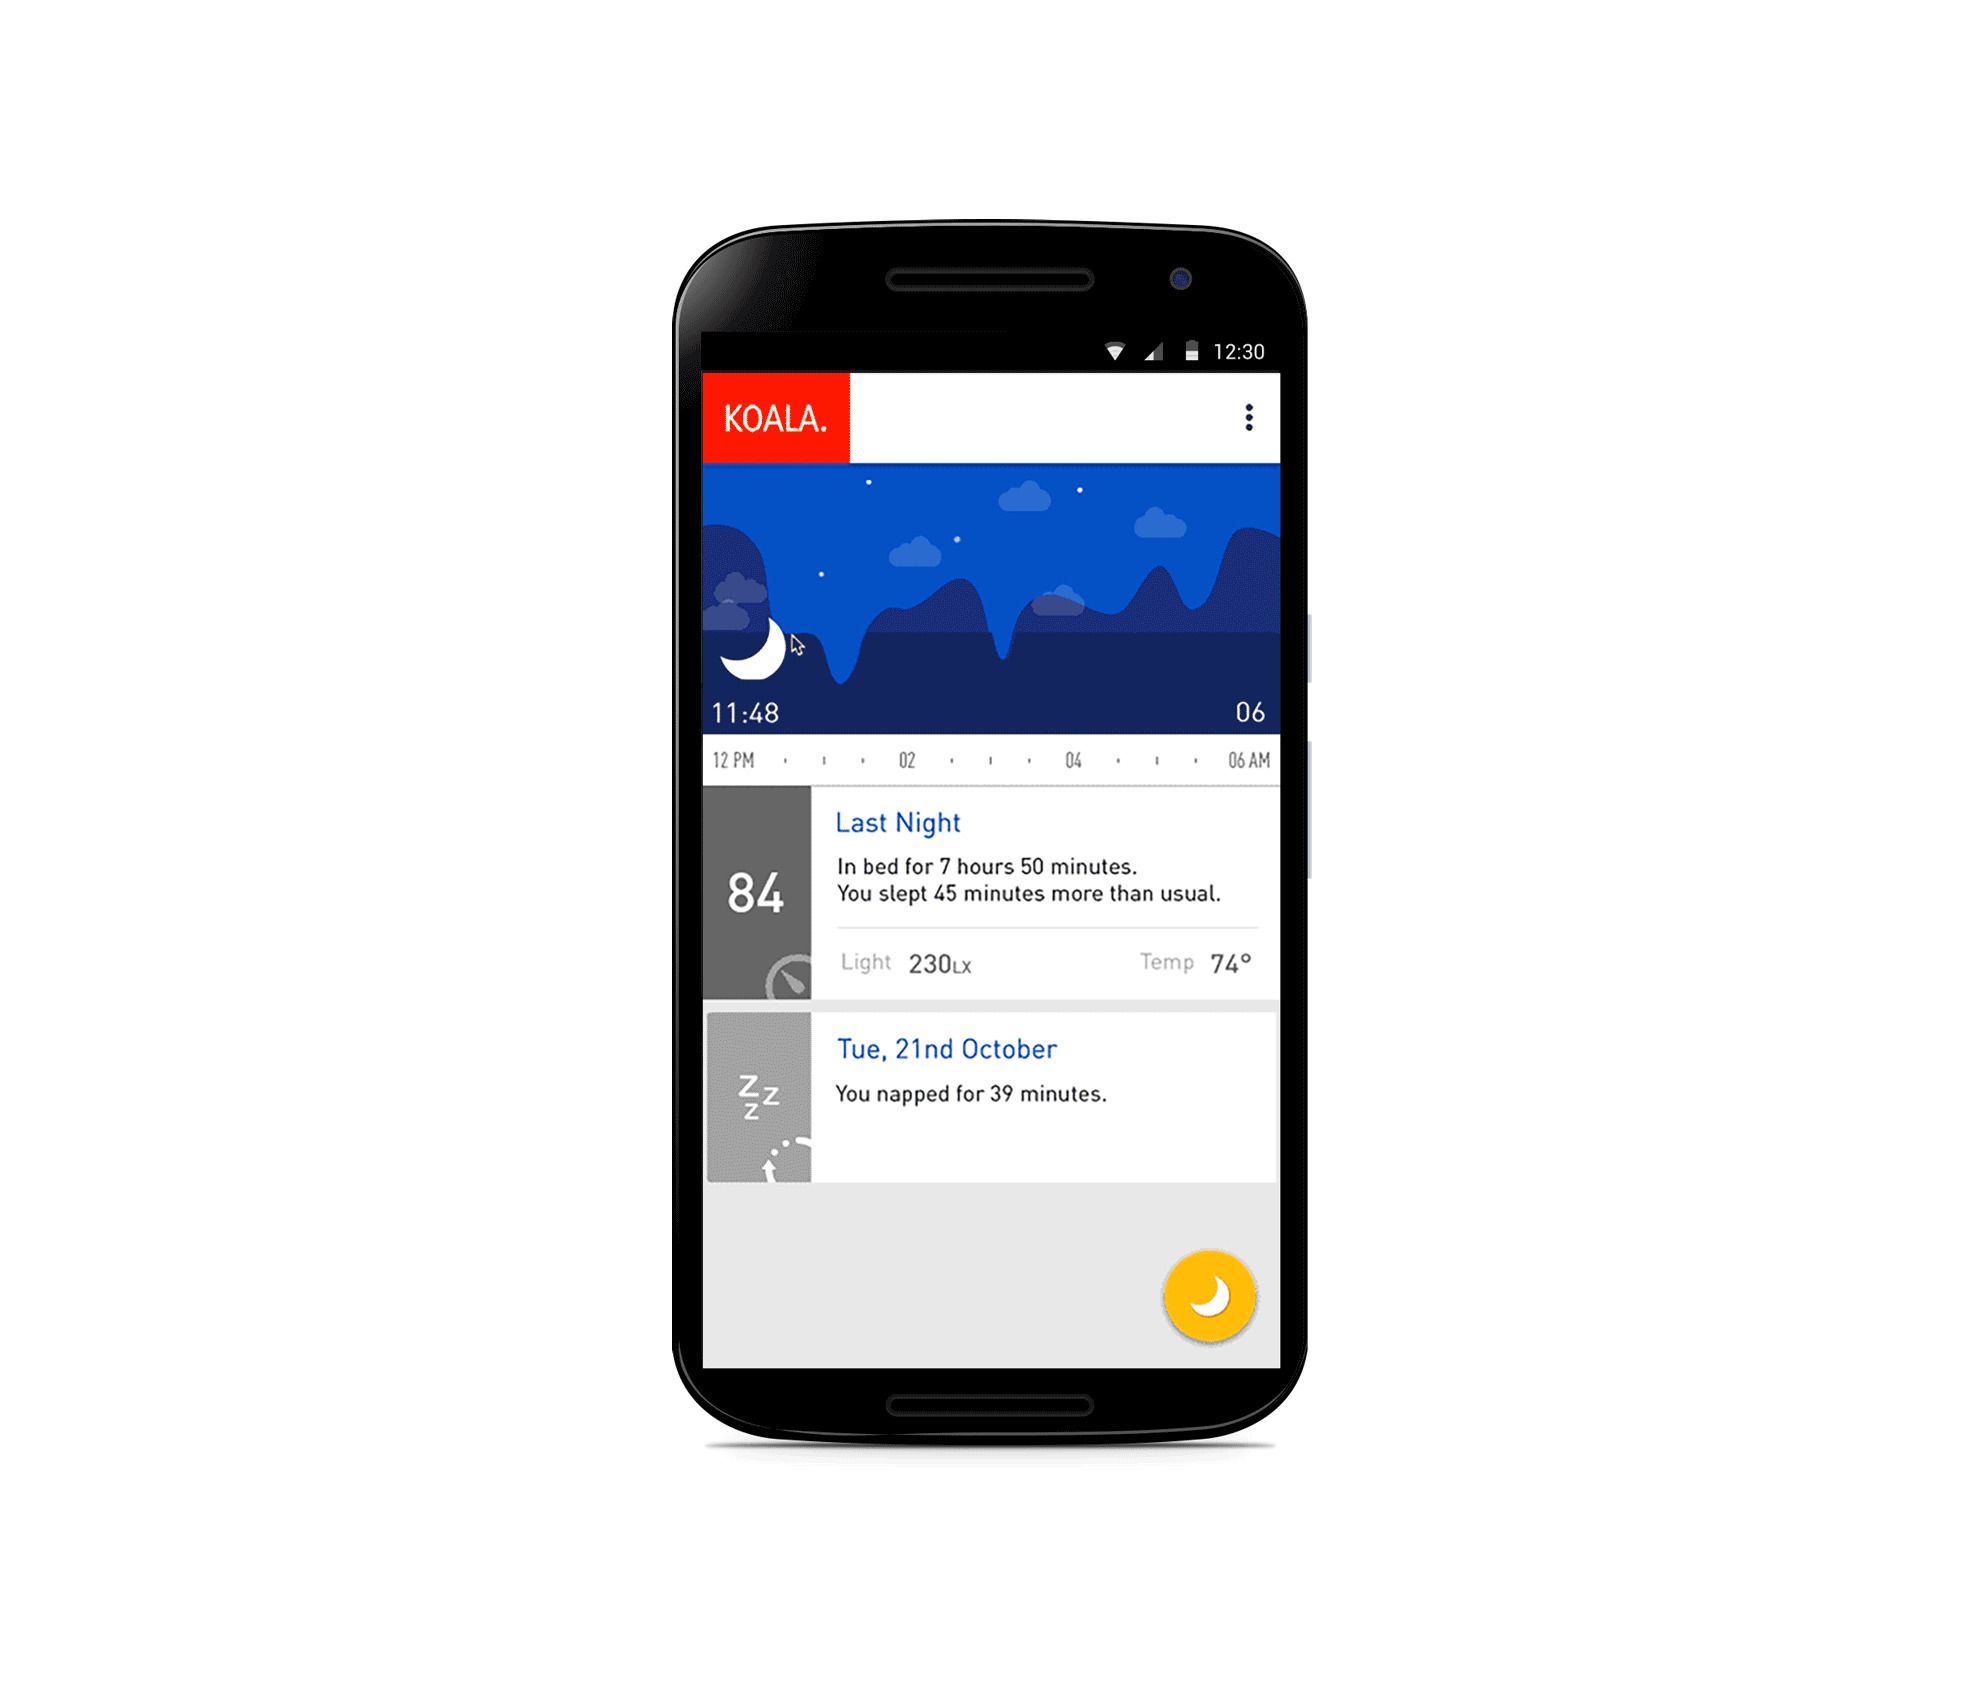 12:30
KOALA.
11:48 06
12 PM 02 04 06 AM
84
Last Night
In bed for 7 hours 50 minutes.
You slept 45 minutes more than usual.
Light 230LX Temp 74°
Tue, 21nd October
You napped for 39 minutes.
z z z